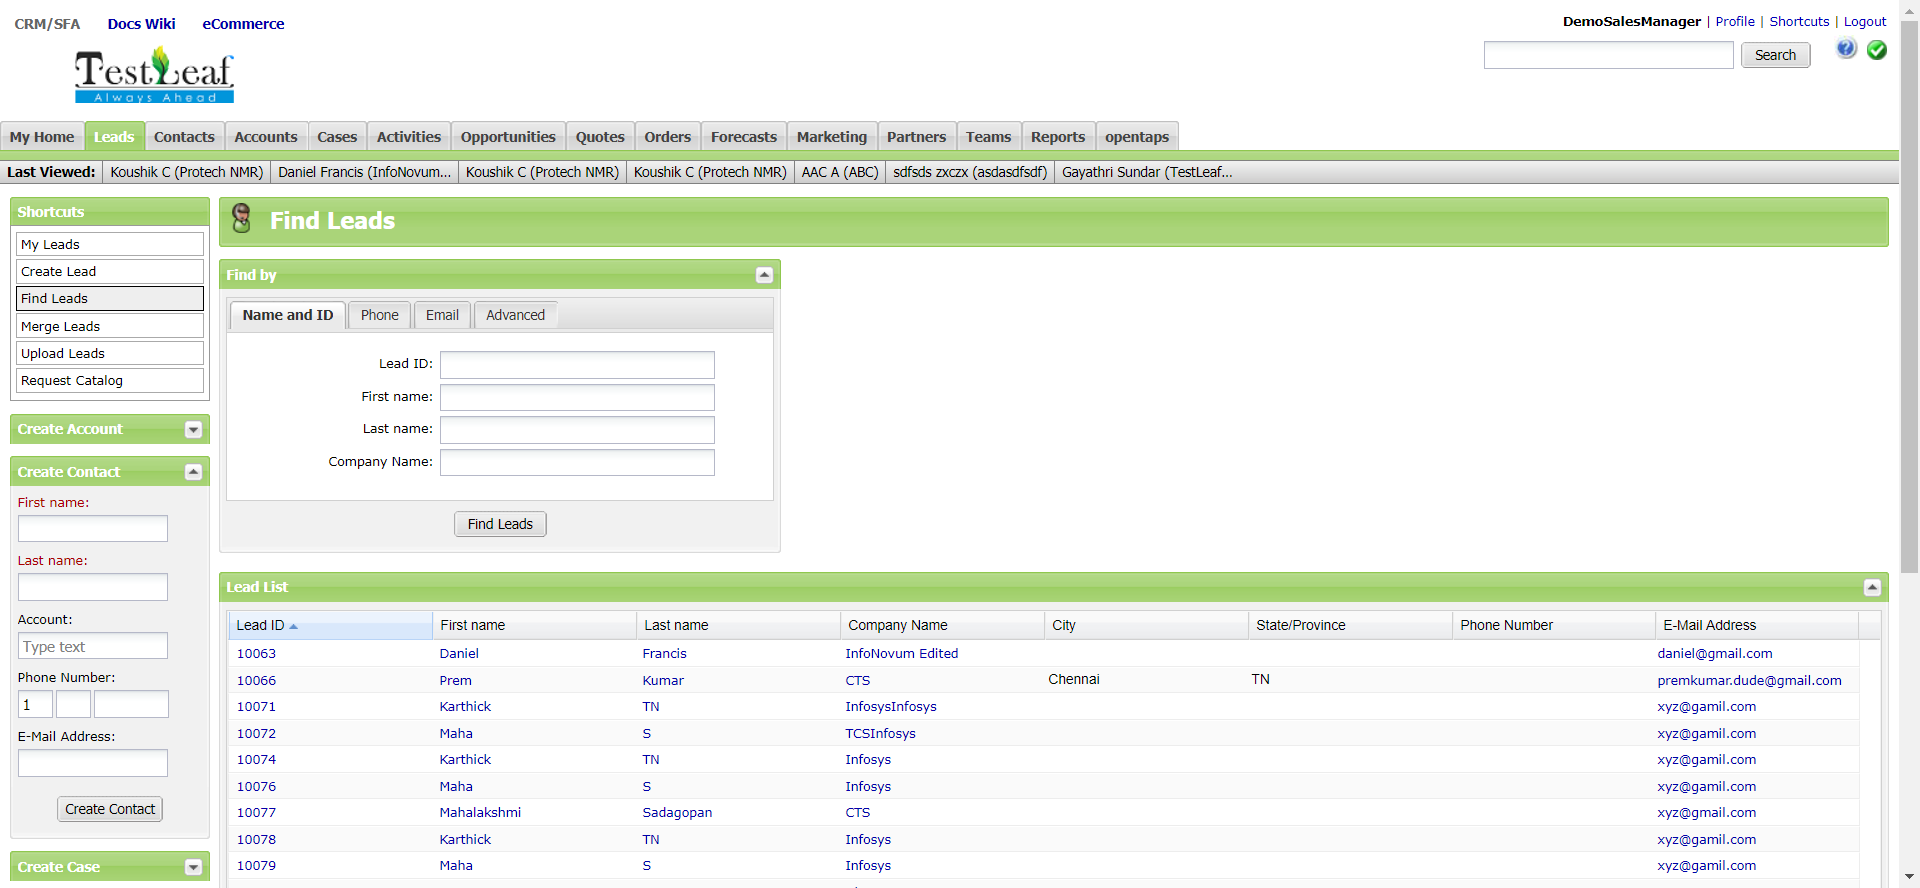 CRM/SFA Docs Wiki eCommerce
DemoSalesManager | Profile | Shortcuts | Logout
Search
TestLeaf
Always Ahead
My Home Leads Contacts Accounts Cases Activities Opportunities Quotes Orders Forecasts Marketing Partners Teams Reports opentaps
Last Viewed: Koushik C (Protech NMR) Daniel Francis (InfoNovum... Koushik C (Protech NMR) Koushik C (Protech NMR) AAC A (ABC) sdfsds zxczx (asdasdfsdf) Gayathri Sundar (TestLeaf...
Shortcuts
My Leads
Create Lead
Find Leads
Merge Leads
Upload Leads
Request Catalog
Create Account
Create Contact
First name:
Last name:
Account:
Type text
Phone Number:
1
E-Mail Address:
Create Contact
Create Case
Find Leads
Find by
Name and ID Phone Email Advanced
Lead ID:
First name:
Last name:
Company Name:
Find Leads
Lead List
Lead ID First name Last name Company Name City State/Province Phone Number E-Mail Address
10063 Daniel Francis InfoNovum Edited daniel@gmail.com
10066 Prem Kumar CTS Chennai TN premkumar.dude@gmail.com
10071 Karthick TN InfosysInfosys xyz@gamil.com
10072 Maha S TCSInfosys xyz@gamil.com
10074 Karthick TN Infosys xyz@gamil.com
10076 Maha S Infosys xyz@gamil.com
10077 Mahalakshmi Sadagopan CTS xyz@gmail.com
10078 Karthick TN Infosys xyz@gamil.com
10079 Maha S Infosys xyz@gamil.com